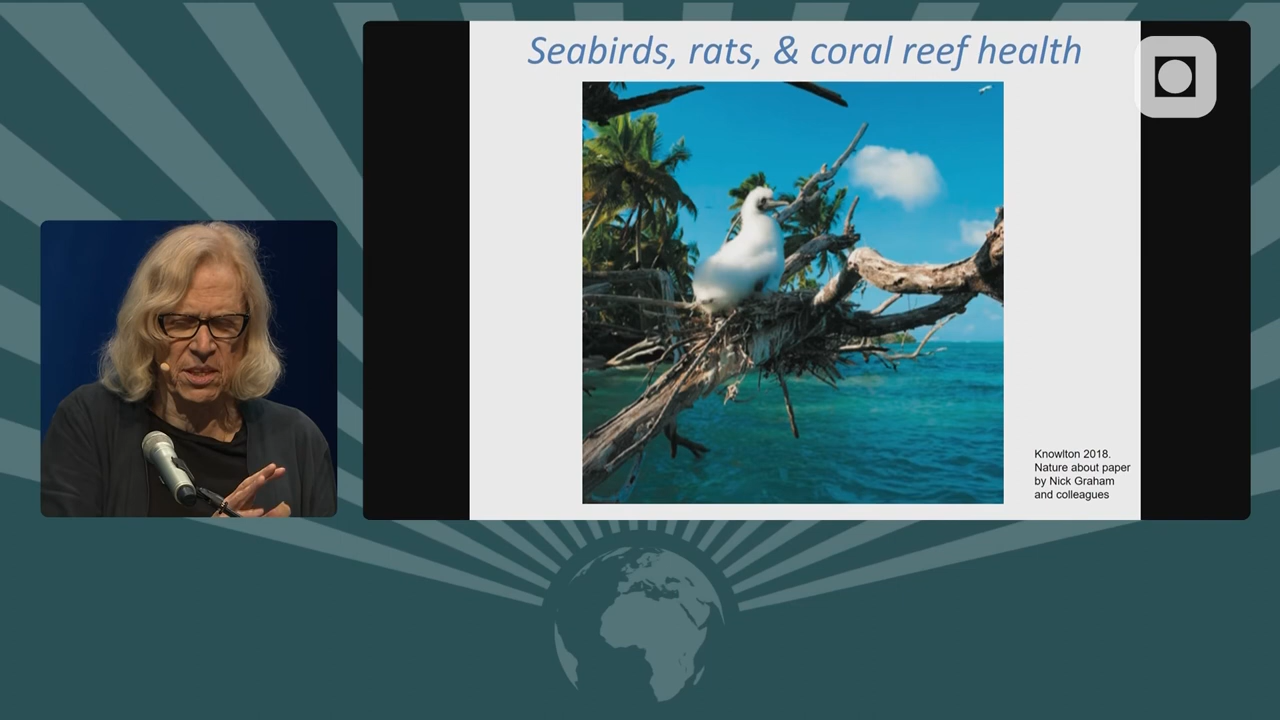 Seabirds, rats, & coral reef health
Knowlton 2018.
Nature about paper
by Nick Graham
and colleagues